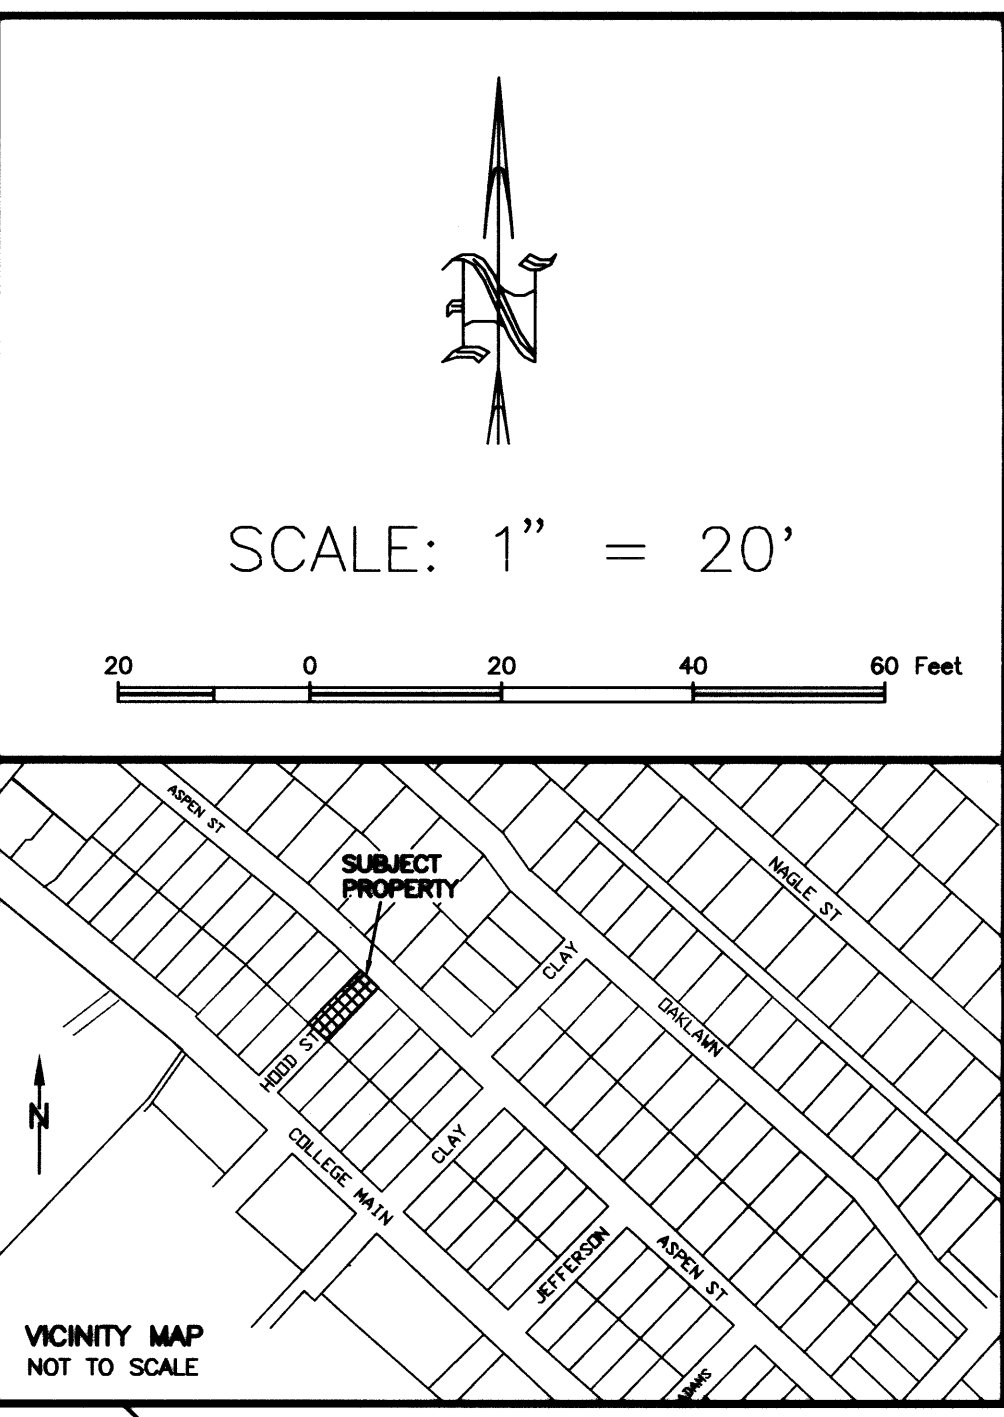 N
SCALE: 1" = 20'
20 0 20 40 60 Feet
ASPEN ST
SUBJECT
PROPERTY
NAGLE ST
CLAY
OAKLAWN
HOOD ST
N
CLAY
COLLEGE MAIN
JEFFERSON
ASPEN ST
VICINITY MAP
NOT TO SCALE
ADAMS